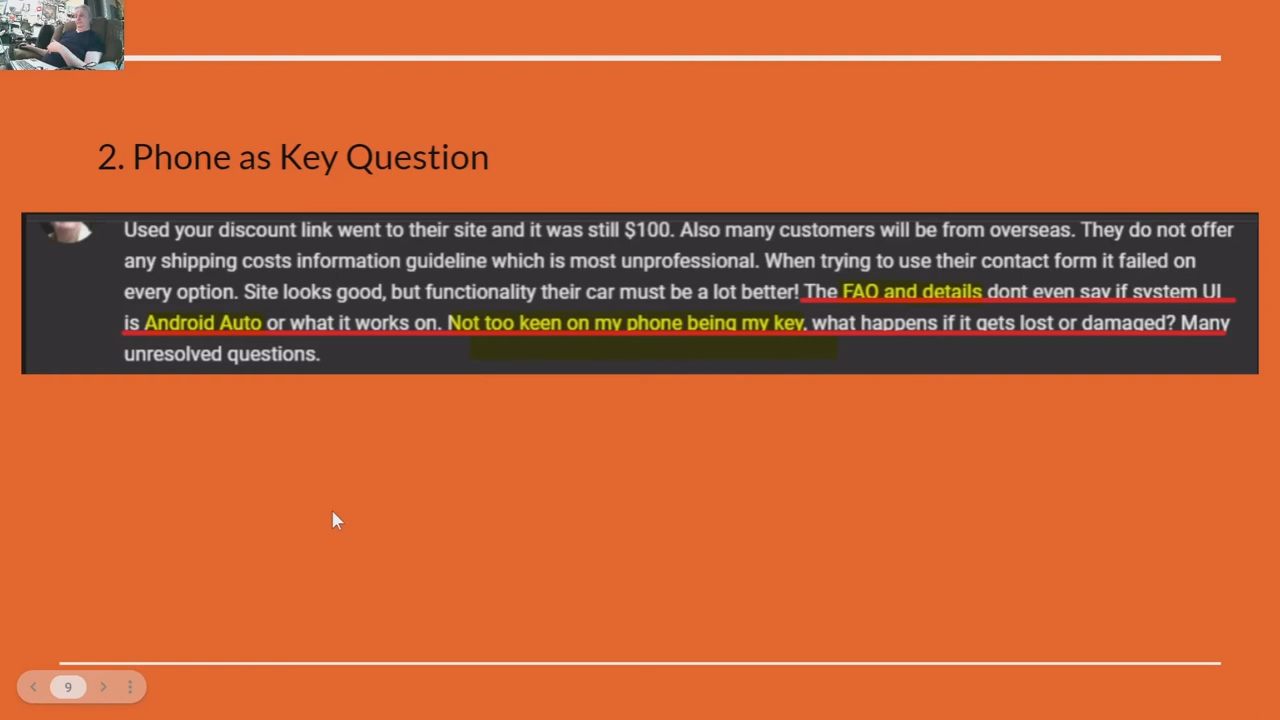 2. Phone as Key Question
Used your discount link went to their site and it was still $100. Also many customers will be from overseas. They do not offer
any shipping costs information guideline which is most unprofessional. When trying to use their contact form it failed on
every option. Site looks good, but functionality their car must be a lot better! The FAQ and details dont even say if system UI
is Android Auto or what it works on. Not too keen on my phone being my key, what happens if it gets lost or damaged? Many
unresolved questions.
9